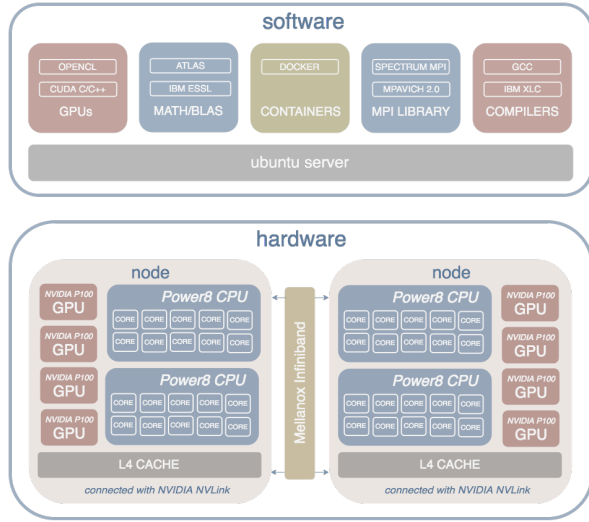 software
OPENCL
CUDA C/C++
GPUs
ATLAS
IBM ESSL
MATH/BLAS
DOCKER
CONTAINERS
SPECTRUM MPI
MPAVICH 2.0
MPI LIBRARY
GCC
IBM XLC
COMPILERS
ubuntu server
hardware
node
NVIDIA P100
GPU
NVIDIA P100
GPU
NVIDIA P100
GPU
NVIDIA P100
GPU
Power8 CPU
CORE CORE CORE CORE CORE
CORE CORE CORE CORE CORE
Power8 CPU
CORE CORE CORE CORE CORE
CORE CORE CORE CORE CORE
L4 CACHE
connected with NVIDIA NVLink
Mellanox Infiniband
node
Power8 CPU
CORE CORE CORE CORE CORE
CORE CORE CORE CORE CORE
Power8 CPU
CORE CORE CORE CORE CORE
CORE CORE CORE CORE CORE
NVIDIA P100
GPU
NVIDIA P100
GPU
NVIDIA P100
GPU
NVIDIA P100
GPU
L4 CACHE
connected with NVIDIA NVLink